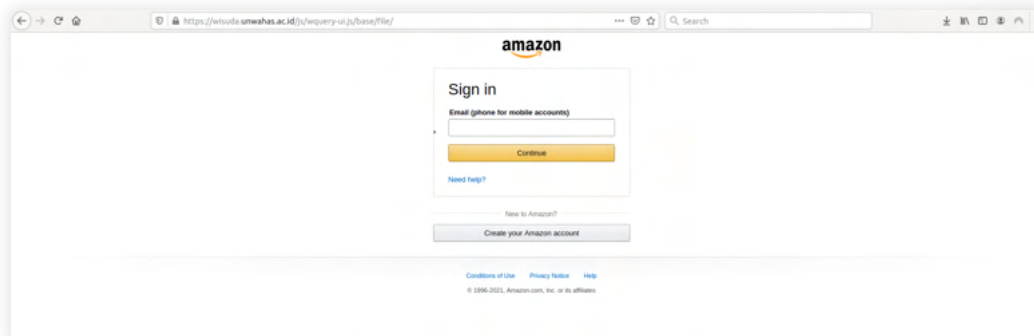 https://wisuda.unwahas.ac.id/js/wquery-ui.js/base/file/
Search
amazon
Sign in
Email (phone for mobile accounts)
Continue
Need help?
New to Amazon?
Create your Amazon account
Conditions of Use Privacy Notice Help
© 1996-2021, Amazon.com, Inc. or its affiliates